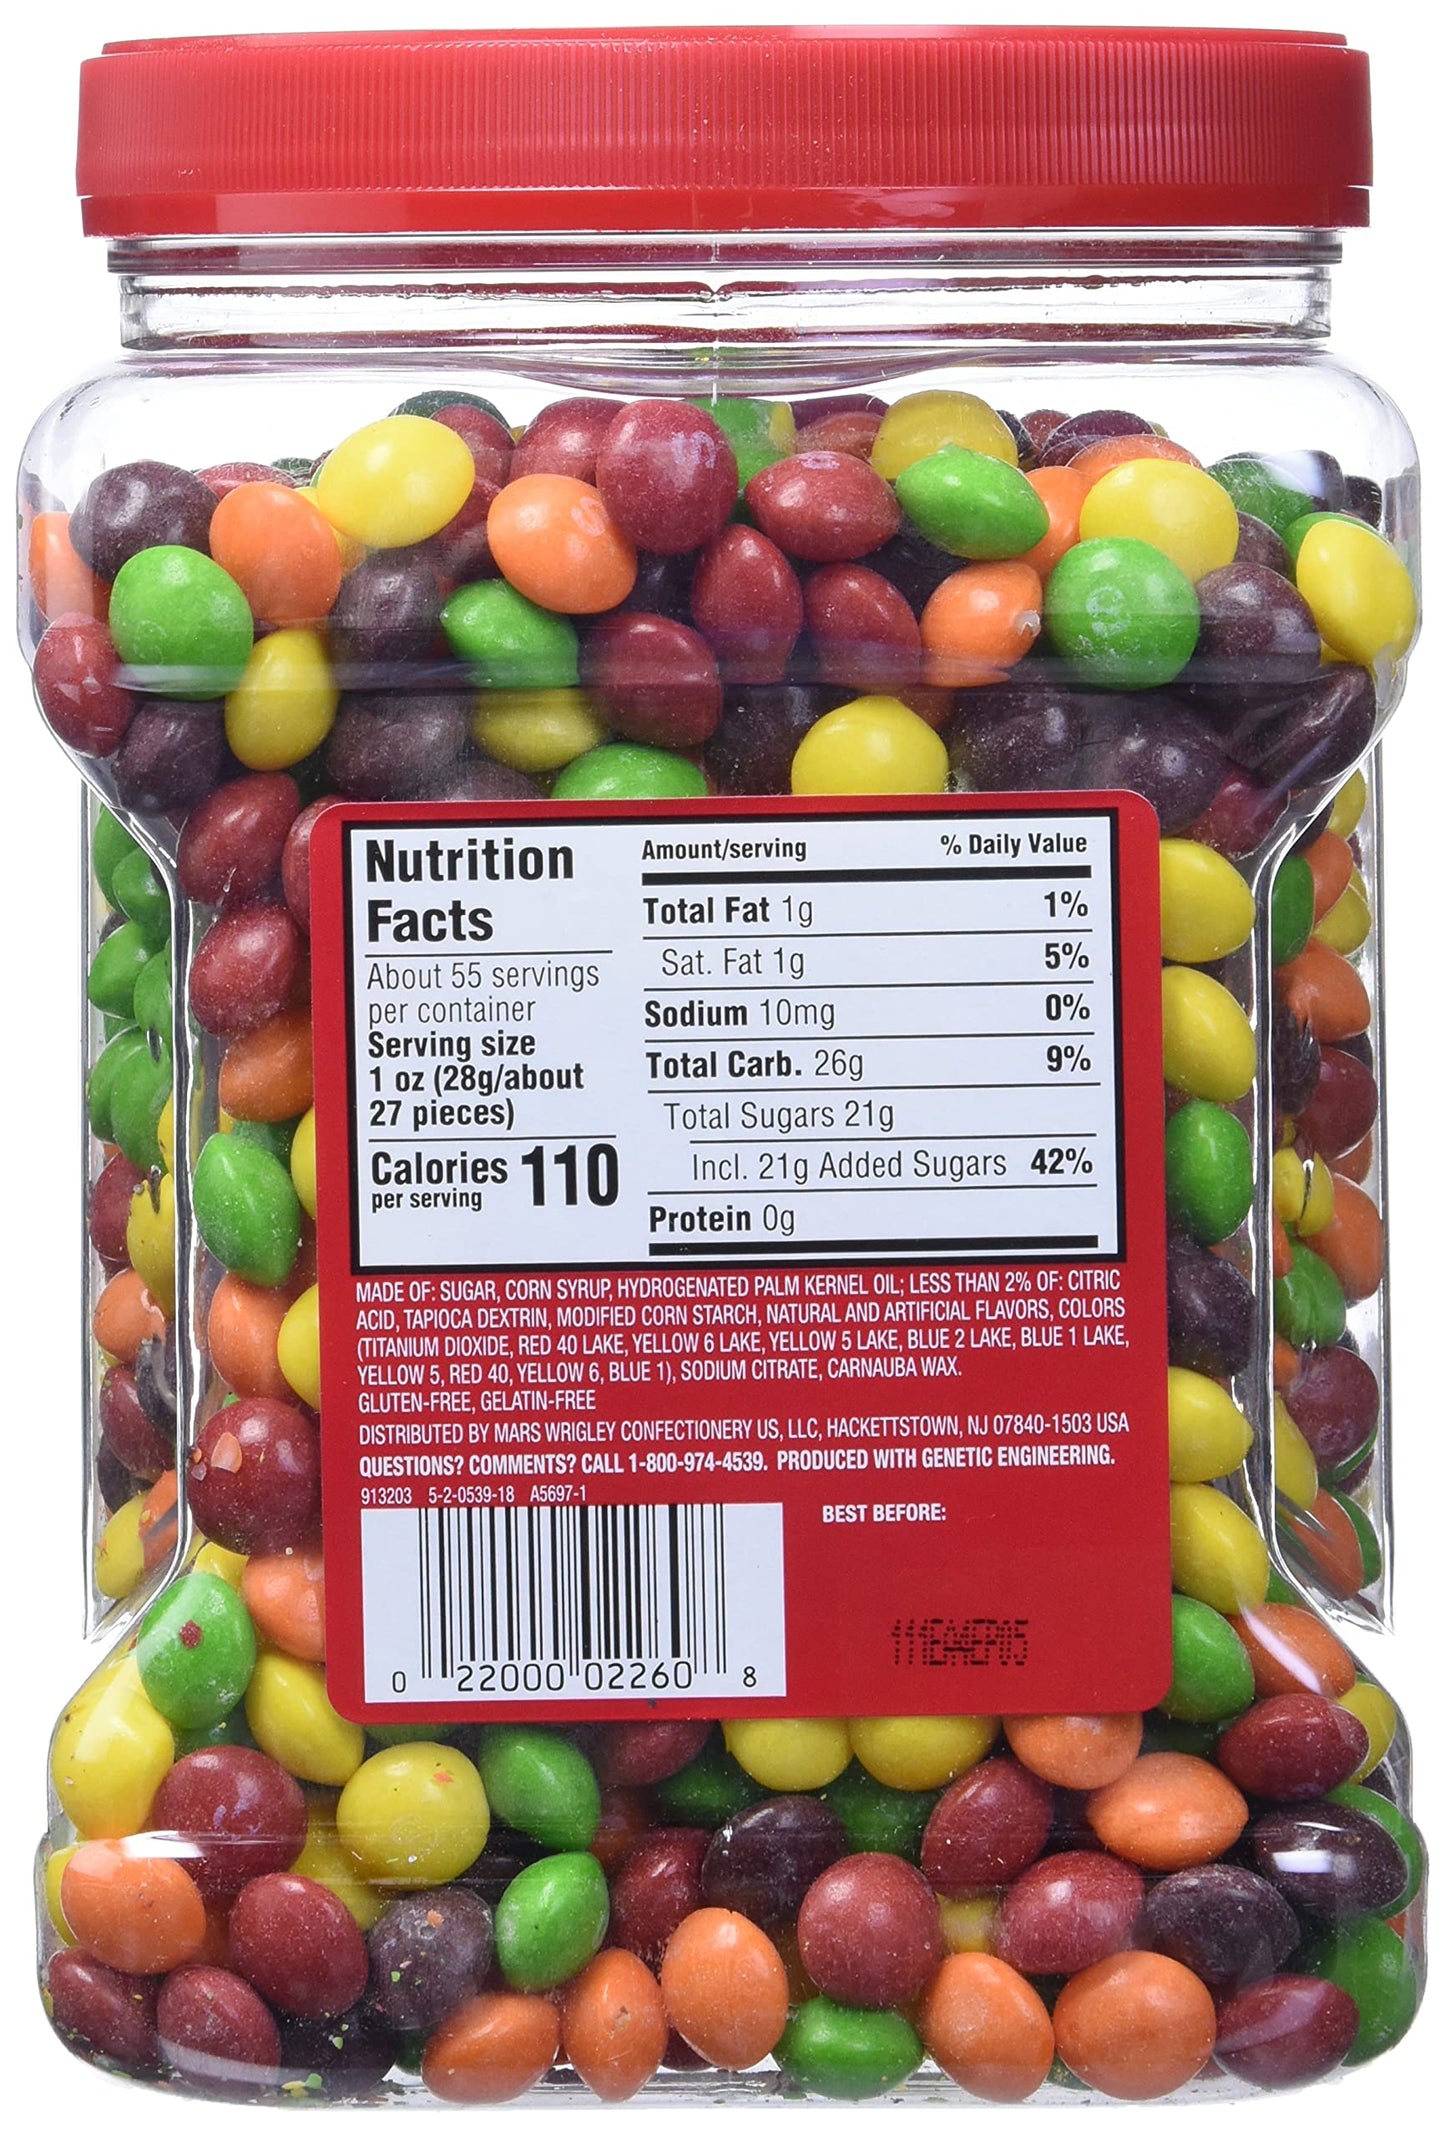 Nutrition
Facts
About 55 servings
per container
Serving size
1 oz (28g/about
27 pieces)
Calories 110
per serving
Amount/serving % Daily Value
Total Fat 1g 1%
Sat. Fat 1g 5%
Sodium 10mg 0%
Total Carb. 26g 9%
Total Sugars 21g
Incl. 21g Added Sugars 42%
Protein 0g
MADE OF: SUGAR, CORN SYRUP, HYDROGENATED PALM KERNEL OIL; LESS THAN 2% OF: CITRIC
ACID, TAPIOCA DEXTRIN, MODIFIED CORN STARCH, NATURAL AND ARTIFICIAL FLAVORS, COLORS
(TITANIUM DIOXIDE, RED 40 LAKE, YELLOW 6 LAKE, YELLOW 5 LAKE, BLUE 2 LAKE, BLUE 1 LAKE,
YELLOW 5, RED 40, YELLOW 6, BLUE 1), SODIUM CITRATE, CARNAUBA WAX.
GLUTEN-FREE, GELATIN-FREE
DISTRIBUTED BY MARS WRIGLEY CONFECTIONERY US, LLC, HACKETTSTOWN, NJ 07840-1503 USA
QUESTIONS? COMMENTS? CALL 1-800-974-4539. PRODUCED WITH GENETIC ENGINEERING.
913203 5-2-0539-18 A5697-1
BEST BEFORE:
0 22000 02260 8